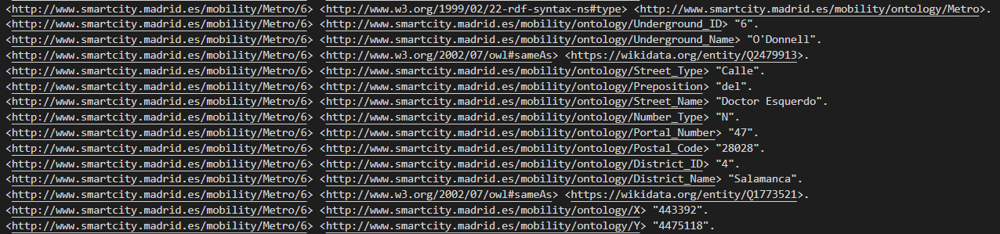 <http://www.smartcity.madrid.es/mobility/Metro/6> <http://www.w3.org/1999/02/22-rdf-syntax-ns#type> <http://www.smartcity.madrid.es/mobility/ontology/Metro>.
<http://www.smartcity.madrid.es/mobility/Metro/6> <http://www.smartcity.madrid.es/mobility/ontology/Underground_ID> "6".
<http://www.smartcity.madrid.es/mobility/Metro/6> <http://www.smartcity.madrid.es/mobility/ontology/Underground_Name> "O'Donnell".
<http://www.smartcity.madrid.es/mobility/Metro/6> <http://www.w3.org/2002/07/owl#sameAs> <https://wikidata.org/entity/Q2479913>.
<http://www.smartcity.madrid.es/mobility/Metro/6> <http://www.smartcity.madrid.es/mobility/ontology/Street_Type> "Calle".
<http://www.smartcity.madrid.es/mobility/Metro/6> <http://www.smartcity.madrid.es/mobility/ontology/Preposition> "del".
<http://www.smartcity.madrid.es/mobility/Metro/6> <http://www.smartcity.madrid.es/mobility/ontology/Street_Name> "Doctor Esquerdo".
<http://www.smartcity.madrid.es/mobility/Metro/6> <http://www.smartcity.madrid.es/mobility/ontology/Number_Type> "N".
<http://www.smartcity.madrid.es/mobility/Metro/6> <http://www.smartcity.madrid.es/mobility/ontology/Portal_Number> "47".
<http://www.smartcity.madrid.es/mobility/Metro/6> <http://www.smartcity.madrid.es/mobility/ontology/Postal_Code> "28028".
<http://www.smartcity.madrid.es/mobility/Metro/6> <http://www.smartcity.madrid.es/mobility/ontology/District_ID> "4".
<http://www.smartcity.madrid.es/mobility/Metro/6> <http://www.smartcity.madrid.es/mobility/ontology/District_Name> "Salamanca".
<http://www.smartcity.madrid.es/mobility/Metro/6> <http://www.w3.org/2002/07/owl#sameAs> <https://wikidata.org/entity/Q1773521>.
<http://www.smartcity.madrid.es/mobility/Metro/6> <http://www.smartcity.madrid.es/mobility/ontology/X> "443392".
<http://www.smartcity.madrid.es/mobility/Metro/6> <http://www.smartcity.madrid.es/mobility/ontology/Y> "4475118".